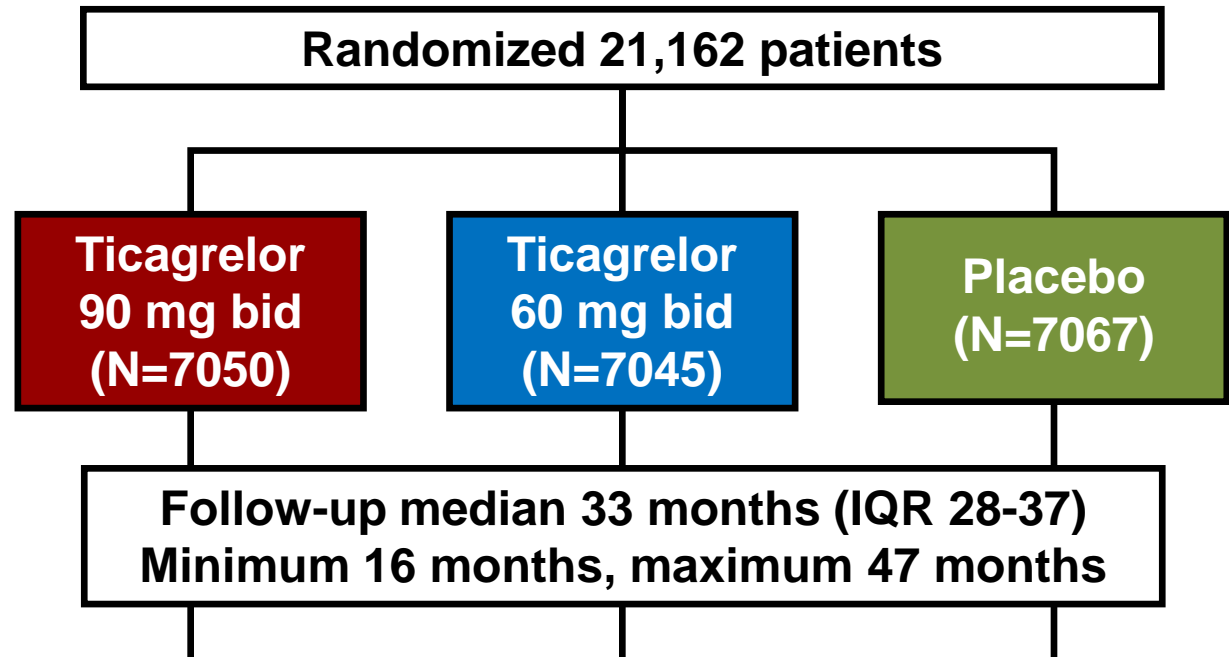 Randomized 21,162 patients
Ticagrelor
90 mg bid
(N=7050)
Ticagrelor
60 mg bid
(N=7045)
Placebo
(N=7067)
Follow-up median 33 months (IQR 28-37)
Minimum 16 months, maximum 47 months